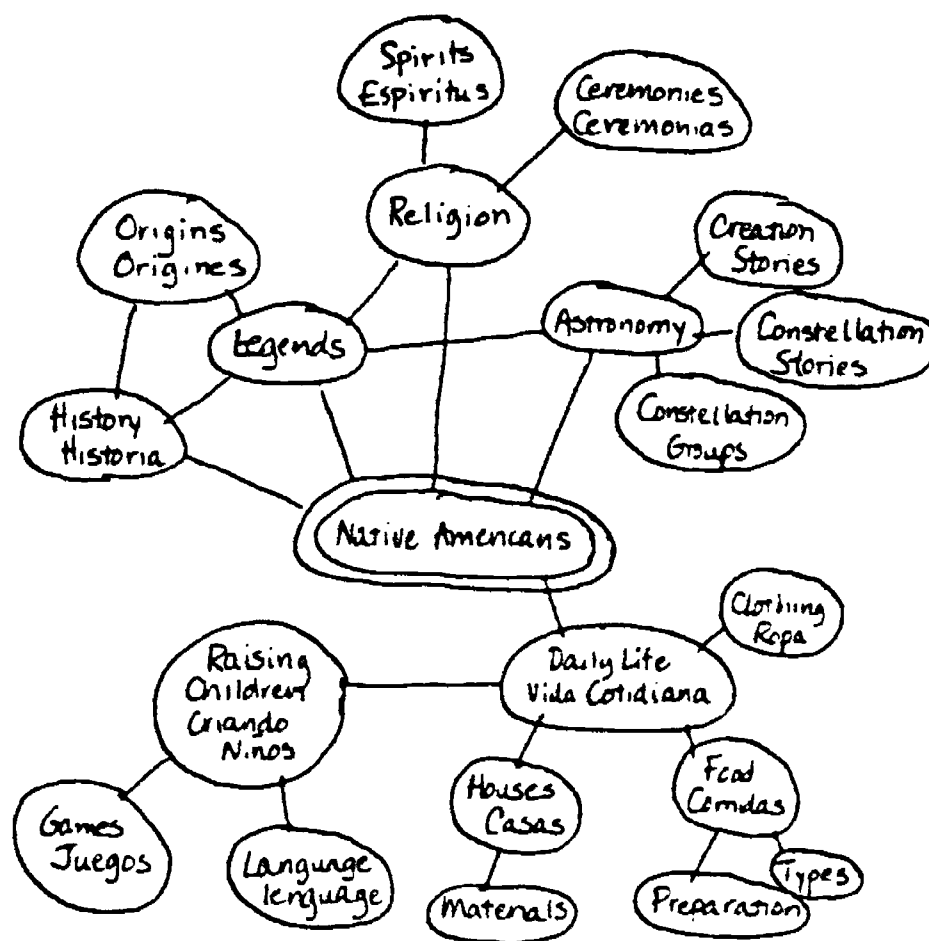 Spirits
Espiritus
Ceremonies
Ceremonias
Religion
Origins
Origines
Creation
Stories
Legends
Astronomy
Constellation
Stories
History
Historia
Constellation
Groups
Native Americans
Clothing
Ropa
Raising
Children
Criando
Ninos
Daily Life
Vida Cotidiana
Houses
Casas
Food
Comidas
Games
Juegos
Language
lenguage
Types
Materials
Preparation